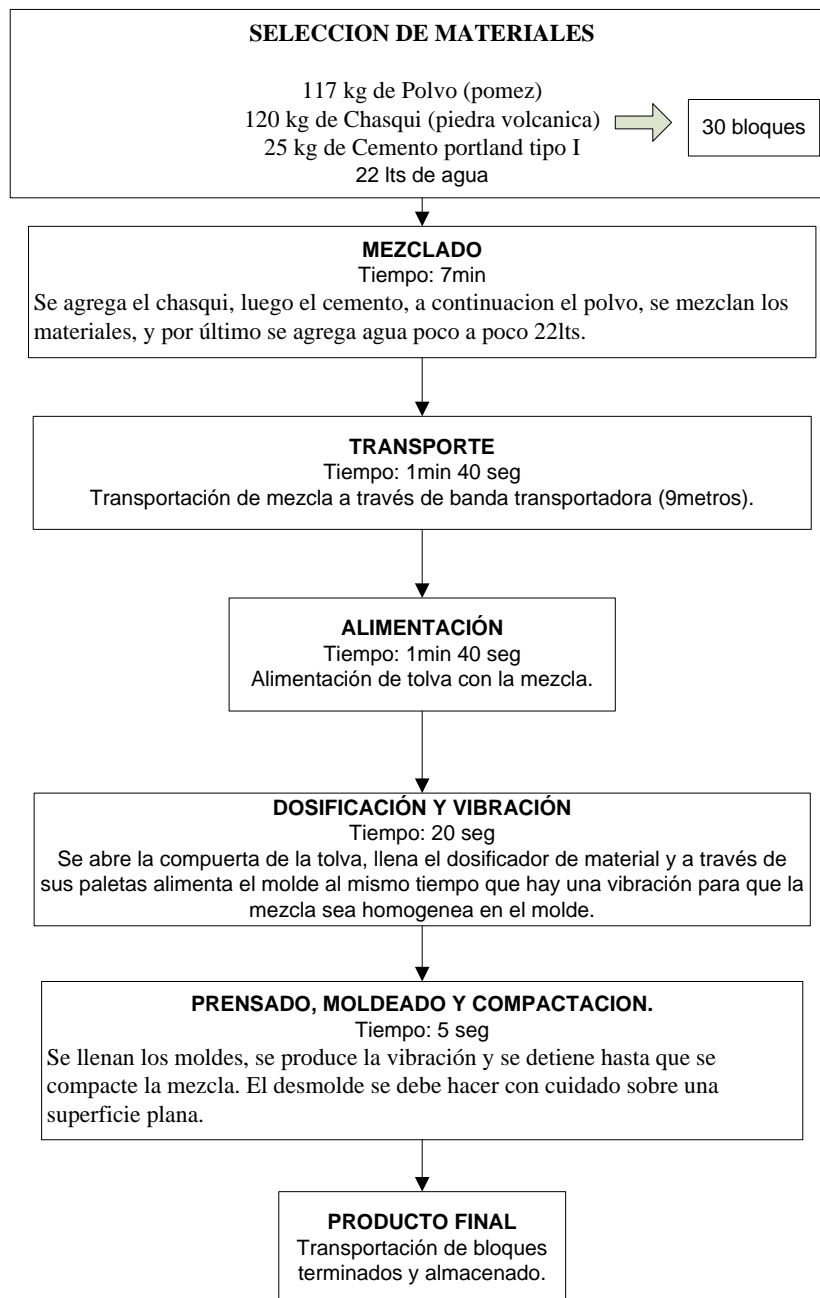 SELECCION DE MATERIALES
117 kg de Polvo (pomez)
120 kg de Chasqui (piedra volcanica)
25 kg de Cemento portland tipo I
22 lts de agua
30 bloques
MEZCLADO
Tiempo: 7min
Se agrega el chasqui, luego el cemento, a continuacion el polvo, se mezclan los
materiales, y por último se agrega agua poco a poco 22lts.
TRANSPORTE
Tiempo: 1min 40 seg
Transportación de mezcla a través de banda transportadora (9metros).
ALIMENTACIÓN
Tiempo: 1min 40 seg
Alimentación de tolva con la mezcla.
DOSIFICACIÓN Y VIBRACIÓN
Tiempo: 20 seg
Se abre la compuerta de la tolva, llena el dosificador de material y a través de
sus paletas alimenta el molde al mismo tiempo que hay una vibración para que la
mezcla sea homogenea en el molde.
PRENSADO, MOLDEADO Y COMPACTACION.
Tiempo: 5 seg
Se llenan los moldes, se produce la vibración y se detiene hasta que se
compacte la mezcla. El desmolde se debe hacer con cuidado sobre una
superficie plana.
PRODUCTO FINAL
Transportación de bloques
terminados y almacenado.